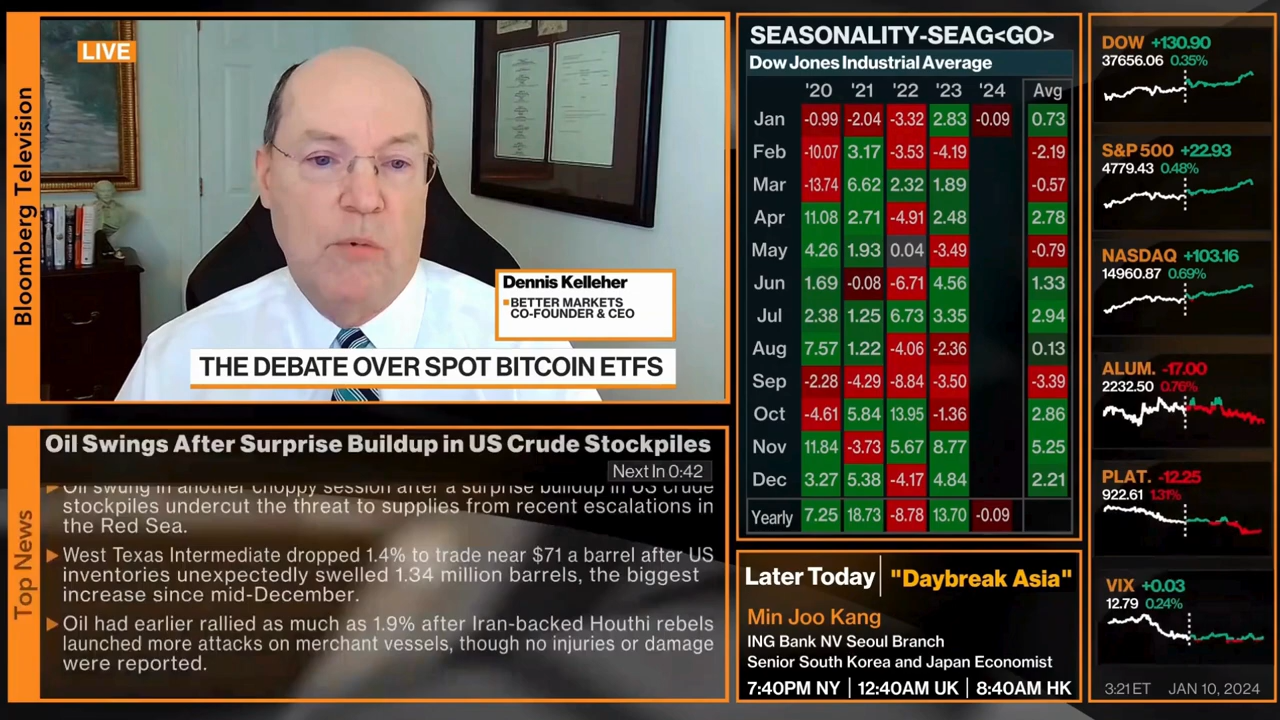 LIVE
Bloomberg Television
Dennis Kelleher
BETTER MARKETS
CO-FOUNDER & CEO
THE DEBATE OVER SPOT BITCOIN ETFS
Top News
Oil Swings After Surprise Buildup in US Crude Stockpiles
Next In 0:42
Oil swung in another choppy session after a surprise buildup in US crude
stockpiles undercut the threat to supplies from recent escalations in
the Red Sea.
West Texas Intermediate dropped 1.4% to trade near $71 a barrel after US
inventories unexpectedly swelled 1.34 million barrels, the biggest
increase since mid-December.
Oil had earlier rallied as much as 1.9% after Iran-backed Houthi rebels
launched more attacks on merchant vessels, though no injuries or damage
were reported.
SEASONALITY-SEAG<GO>
Dow Jones Industrial Average
'20 '21 '22 '23 '24 Avg
Jan -0.99 -2.04 -3.32 2.83 -0.09 0.73
Feb -10.07 3.17 -3.53 -4.19 -2.19
Mar -13.74 6.62 2.32 1.89 -0.57
Apr 11.08 2.71 -4.91 2.48 2.78
May 4.26 1.93 0.04 -3.49 -0.79
Jun 1.69 -0.08 -6.71 4.56 1.33
Jul 2.38 1.25 6.73 3.35 2.94
Aug 7.57 1.22 -4.06 -2.36 0.13
Sep -2.28 -4.29 -8.84 -3.50 -3.39
Oct -4.61 5.84 13.95 -1.36 2.86
Nov 11.84 -3.73 5.67 8.77 5.25
Dec 3.27 5.38 -4.17 4.84 2.21
Yearly 7.25 18.73 -8.78 13.70 -0.09
Later Today "Daybreak Asia"
Min Joo Kang
ING Bank NV Seoul Branch
Senior South Korea and Japan Economist
7:40PM NY | 12:40AM UK | 8:40AM HK
DOW +130.90
37656.06 0.35%
S&P 500 +22.93
4779.43 0.48%
NASDAQ +103.16
14960.87 0.69%
ALUM. -17.00
2232.50 0.76%
PLAT. -12.25
922.61 1.31%
VIX +0.03
12.79 0.24%
3:21ET JAN 10, 2024